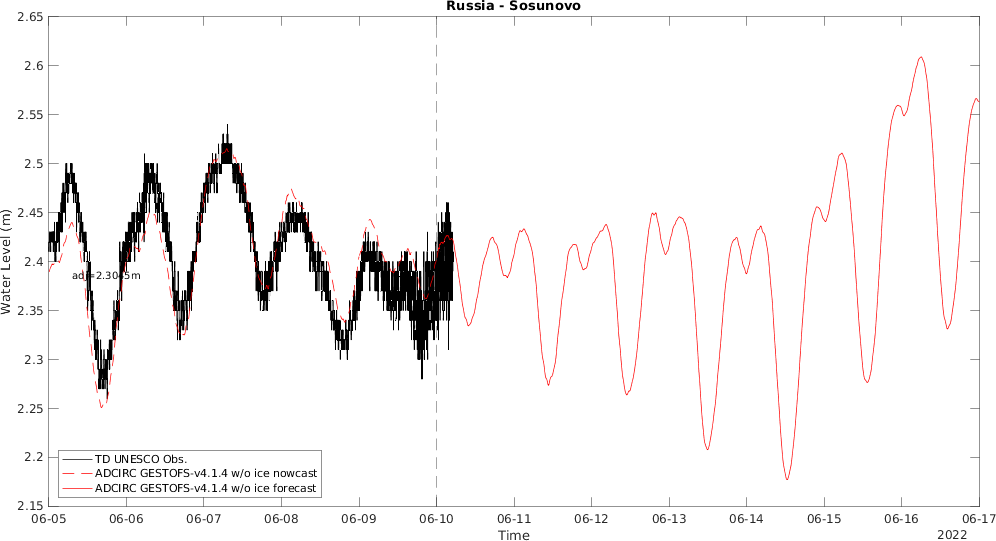 Russia - Sosunovo
2.65
2.6
2.55
2.5
2.45
2.4
2.35
2.3
2.25
2.2
2.15
Water Level (m)
adj=2.3045m
TD UNESCO Obs.
ADCIRC GESTOFS-v4.1.4 w/o ice nowcast
ADCIRC GESTOFS-v4.1.4 w/o ice forecast
06-05 06-06 06-07 06-08 06-09 06-10 06-11 06-12 06-13 06-14 06-15 06-16 06-17
Time
2022